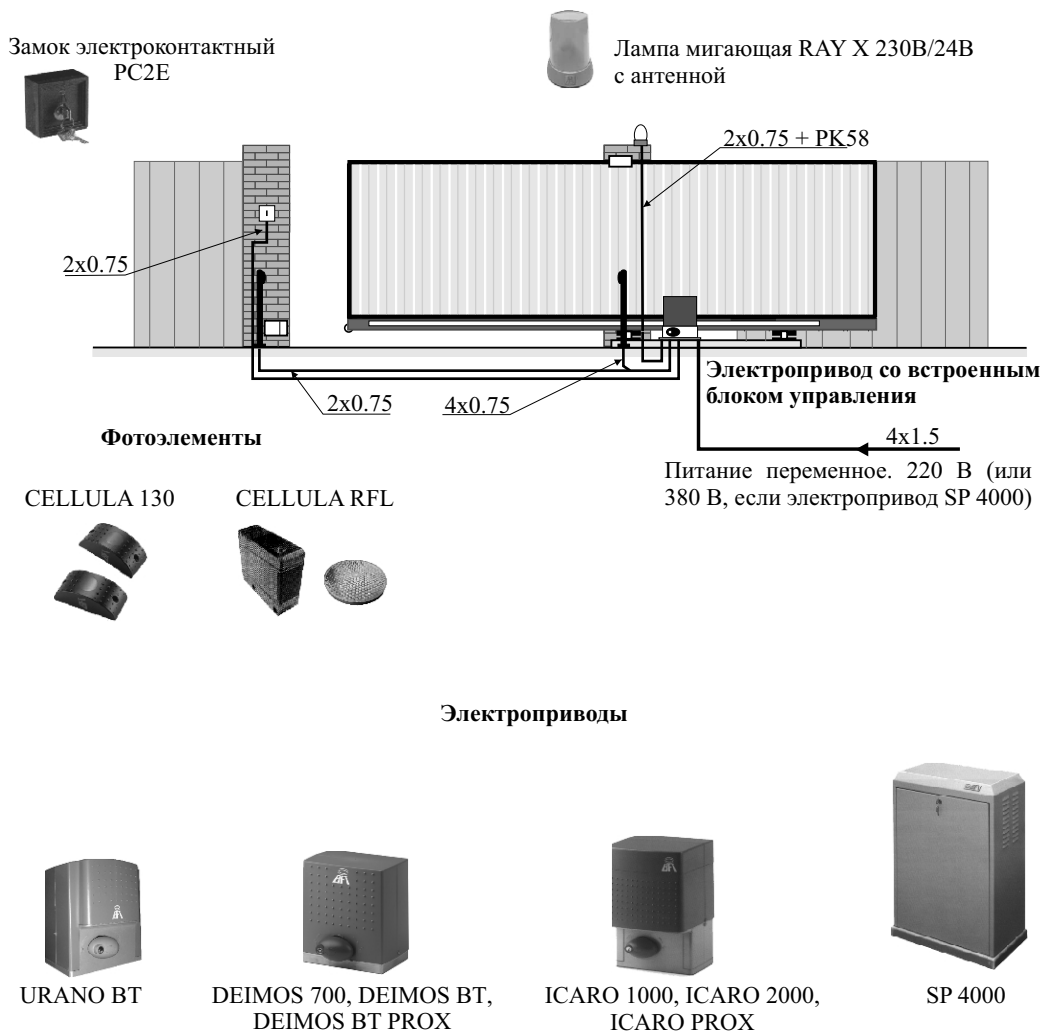 Замок электроконтактный
PC2E
Лампа мигающая RAY X 230В/24В
с антенной
2x0.75 + PK58
2x0.75
2x0.75
4x0.75
Электропривод со встроенным
блоком управления
4x1.5
Питание переменное. 220 В (или
380 В, если электропривод SP 4000)
Фотоэлементы
CELLULA 130
CELLULA RFL
Электроприводы
URANO BT
DEIMOS 700, DEIMOS BT,
DEIMOS BT PROX
ICARO 1000, ICARO 2000,
ICARO PROX
SP 4000